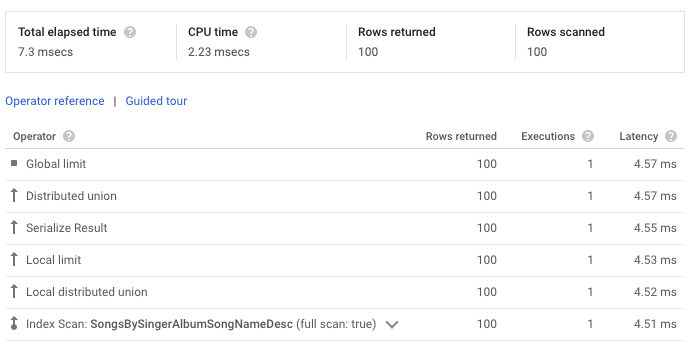 Total elapsed time ? CPU time ? Rows returned Rows scanned
7.3 msecs 2.23 msecs 100 100
Operator reference | Guided tour
Operator ? Rows returned Executions ? Latency ?
Global limit 100 1 4.57 ms
Distributed union 100 1 4.57 ms
Serialize Result 100 1 4.55 ms
Local limit 100 1 4.53 ms
Local distributed union 100 1 4.52 ms
Index Scan: SongsBySingerAlbumSongNameDesc (full scan: true) 100 1 4.51 ms